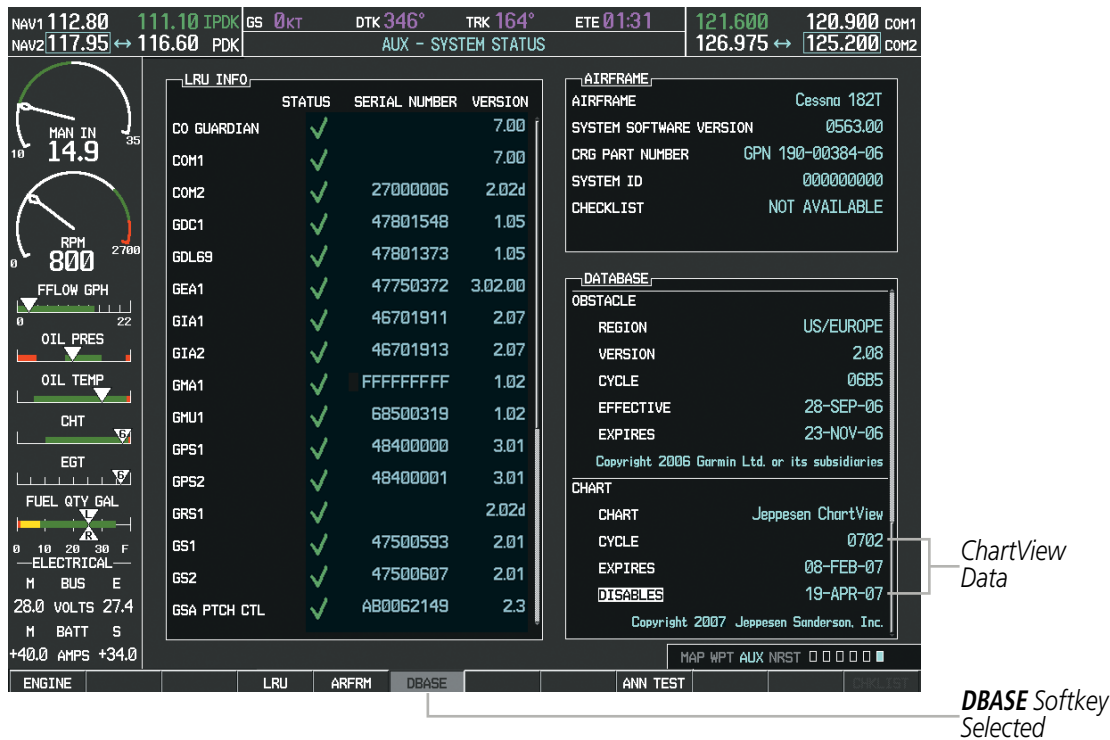 NAV1 112.80 111.10 IPDK GS 0KT DTK 346° TRK 164° ETE 01:31 121.600 120.900 COM1
NAV2 117.95 ↔ 116.60 PDK AUX – SYSTEM STATUS 126.975 ↔ 125.200 COM2
MAN IN
14.9
10 35
RPM
800
0 2700
FFLOW GPH
0 22
OIL PRES
OIL TEMP
CHT
6
EGT
6
FUEL QTY GAL
L
R
0 10 20 30 F
ELECTRICAL
M BUS E
28.0 VOLTS 27.4
M BATT S
+40.0 AMPS +34.0
LRU INFO
STATUS SERIAL NUMBER VERSION
CO GUARDIAN ✓ 7.00
COM1 ✓ 7.00
COM2 ✓ 27000006 2.02d
GDC1 ✓ 47801548 1.05
GDL69 ✓ 47801373 1.05
GEA1 ✓ 47750372 3.02.00
GIA1 ✓ 46701911 2.07
GIA2 ✓ 46701913 2.07
GMA1 ✓ FFFFFFFFF 1.02
GMU1 ✓ 68500319 1.02
GPS1 ✓ 48400000 3.01
GPS2 ✓ 48400001 3.01
GRS1 ✓ 2.02d
GS1 ✓ 47500593 2.01
GS2 ✓ 47500607 2.01
GSA PTCH CTL ✓ AB0062149 2.3
AIRFRAME
AIRFRAME Cessna 182T
SYSTEM SOFTWARE VERSION 0563.00
CRG PART NUMBER GPN 190-00384-06
SYSTEM ID 000000000
CHECKLIST NOT AVAILABLE
DATABASE
OBSTACLE
REGION US/EUROPE
VERSION 2.08
CYCLE 06B5
EFFECTIVE 28-SEP-06
EXPIRES 23-NOV-06
Copyright 2006 Garmin Ltd. or its subsidiaries
CHART
CHART Jeppesen ChartView
CYCLE 0702
EXPIRES 08-FEB-07
DISABLES 19-APR-07
Copyright 2007 Jeppesen Sanderson, Inc.
MAP WPT AUX NRST
ENGINE LRU ARFRM DBASE ANN TEST CHKLIST
ChartView
Data
DBASE Softkey
Selected